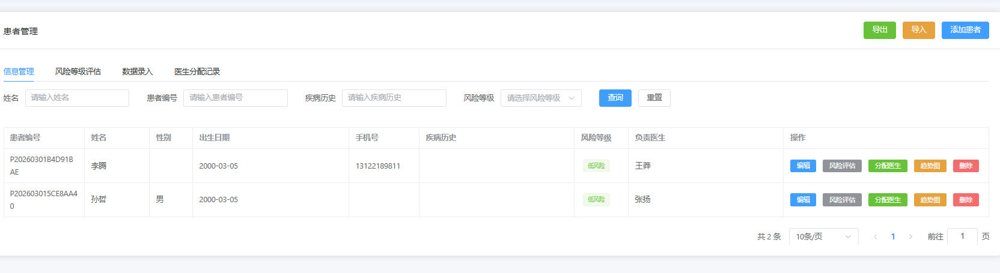 患者管理 导出 导入 添加患者
信息管理 风险等级评估 数据录入 医生分配记录
姓名 请输入姓名 患者编号 请输入患者编号 疾病历史 请输入疾病历史 风险等级 请选择风险等级 查询 重置
患者编号 姓名 性别 出生日期 手机号 疾病历史 风险等级 负责医生 操作
P20260301B4D91B
AE 李腾 2000-03-05 13122189811 低风险 王莽 编辑 风险评估 分配医生 趋势图 删除
P202603015CE8AA4
0 孙哲 男 2000-03-05 低风险 张扬 编辑 风险评估 分配医生 趋势图 删除
共 2 条 10条/页 1 前往 1 页